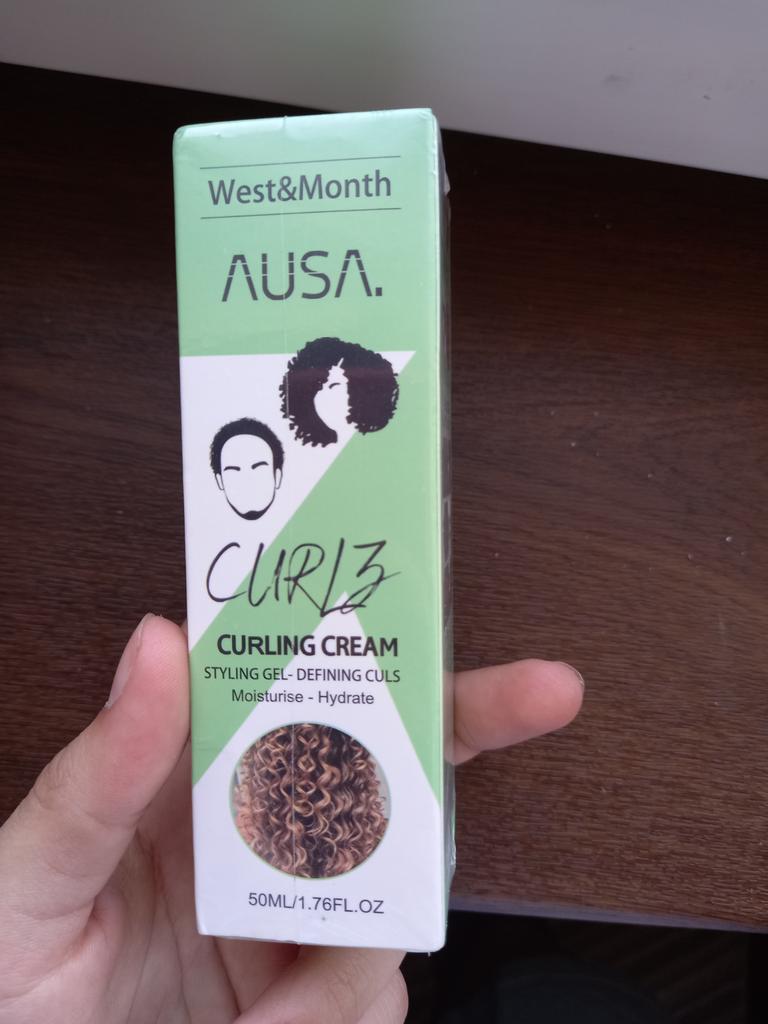 West&Month
AUSA.
CURLZ
CURLING CREAM
STYLING GEL- DEFINING CULS
Moisturise - Hydrate
50ML/1.76FL.OZ